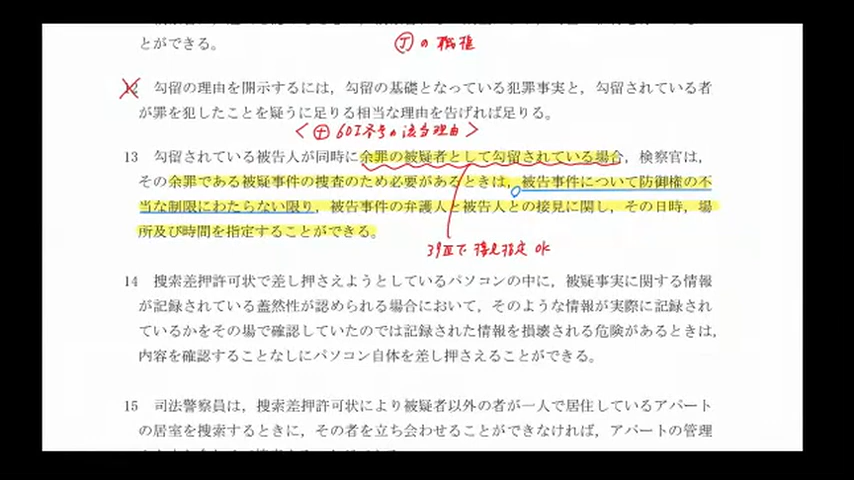 とができる。
Ⓙの職権
12 勾留の理由を開示するには，勾留の基礎となっている犯罪事実と，勾留されている者
が罪を犯したことを疑うに足りる相当な理由を告げれば足りる。
<⊕60Ⅰ各号の該当理由>
13 勾留されている被告人が同時に余罪の被疑者として勾留されている場合，検察官は，
その余罪である被疑事件の捜査のため必要があるときは，被告事件について防御権の不
当な制限にわたらない限り，被告事件の弁護人と被告人との接見に関し，その日時，場
所及び時間を指定することができる。
39Ⅲで接見指定OK
14 捜索差押許可状で差し押さえようとしているパソコンの中に，被疑事実に関する情報
が記録されている蓋然性が認められる場合において，そのような情報が実際に記録され
ているかをその場で確認していたのでは記録された情報を損壊される危険があるときは，
内容を確認することなしにパソコン自体を差し押さえることができる。
15 司法警察員は，捜索差押許可状により被疑者以外の者が一人で居住しているアパート
の居室を捜索するときに，その者を立ち会わせることができなければ，アパートの管理